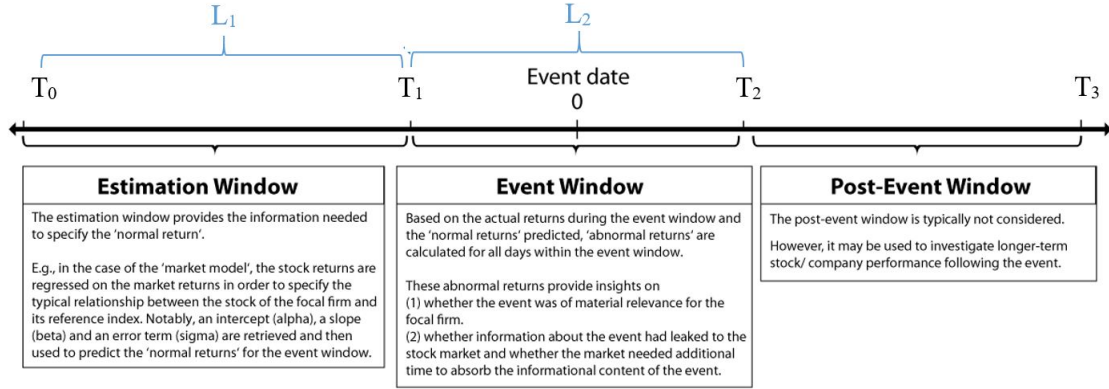 L₁
L₂
T₀
T₁
Event date
0
T₂
T₃
Estimation Window
The estimation window provides the information needed
to specify the ‘normal return’.
E.g., in the case of the ‘market model’, the stock returns are
regressed on the market returns in order to specify the
typical relationship between the stock of the focal firm and
its reference index. Notably, an intercept (alpha), a slope
(beta) and an error term (sigma) are retrieved and then
used to predict the ‘normal returns’ for the event window.
Event Window
Based on the actual returns during the event window and
the ‘normal returns’ predicted, ‘abnormal returns’ are
calculated for all days within the event window.
These abnormal returns provide insights on
(1) whether the event was of material relevance for the
focal firm.
(2) whether information about the event had leaked to the
stock market and whether the market needed additional
time to absorb the informational content of the event.
Post-Event Window
The post-event window is typically not considered.
However, it may be used to investigate longer-term
stock/ company performance following the event.